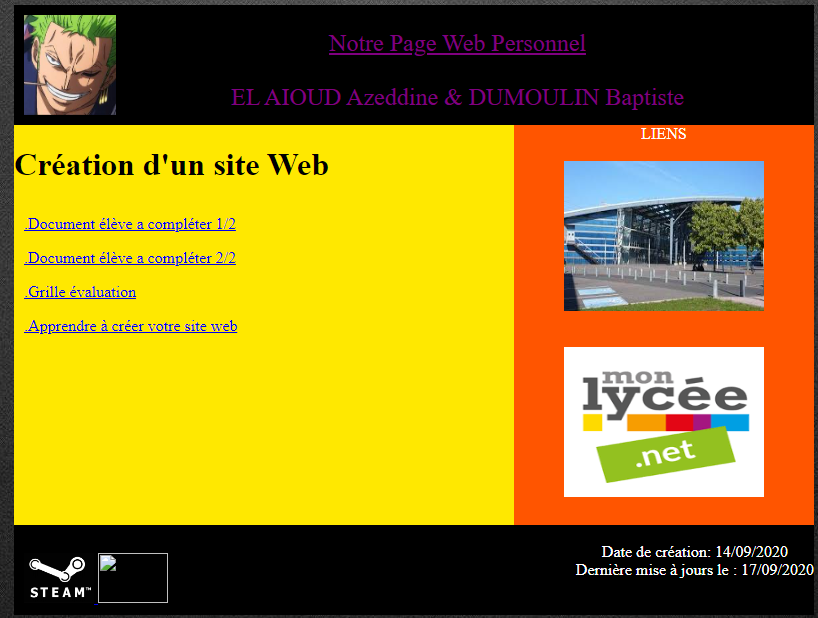 Notre Page Web Personnel
EL AIOUD Azeddine & DUMOULIN Baptiste
LIENS
Création d'un site Web
.Document élève a compléter 1/2
.Document élève a compléter 2/2
.Grille évaluation
.Apprendre à créer votre site web
mon
lycée
.net
STEAM™
Date de création: 14/09/2020
Dernière mise à jours le : 17/09/2020